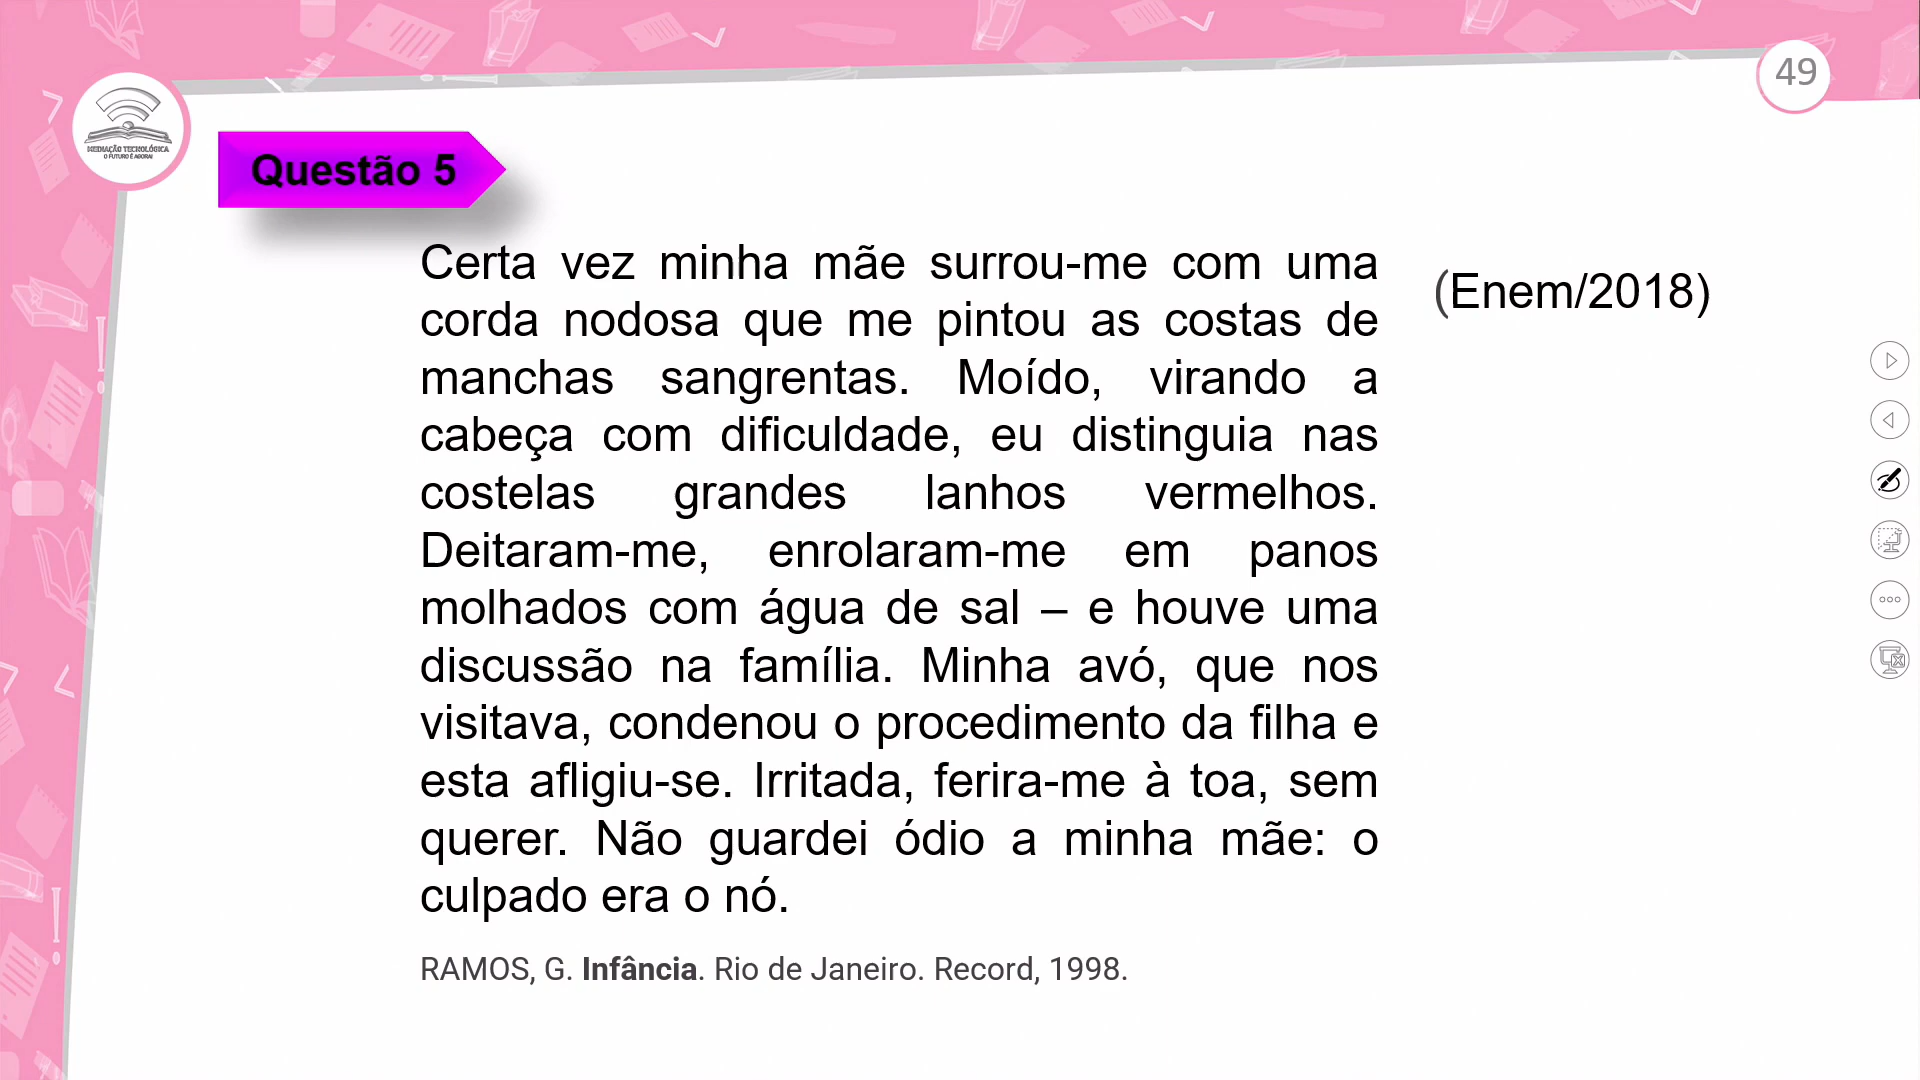 49
MEDIAÇÃO TECNOLÓGICA
O FUTURO É AGORA!
Questão 5
Certa vez minha mãe surrou-me com uma
corda nodosa que me pintou as costas de
manchas sangrentas. Moído, virando a
cabeça com dificuldade, eu distinguia nas
costelas grandes lanhos vermelhos.
Deitaram-me, enrolaram-me em panos
molhados com água de sal – e houve uma
discussão na família. Minha avó, que nos
visitava, condenou o procedimento da filha e
esta afligiu-se. Irritada, ferira-me à toa, sem
querer. Não guardei ódio a minha mãe: o
culpado era o nó.
RAMOS, G. Infância. Rio de Janeiro. Record, 1998.
(Enem/2018)